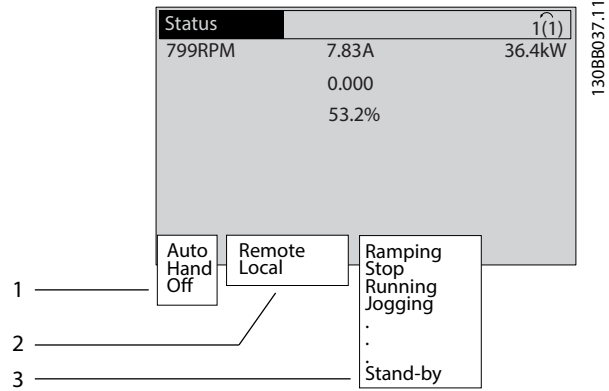 Status 1(1)
799RPM 7.83A 36.4kW
0.000
53.2%
Auto
Hand
Off
Remote
Local
Ramping
Stop
Running
Jogging
.
.
.
Stand-by
1
2
3
130BB037.11